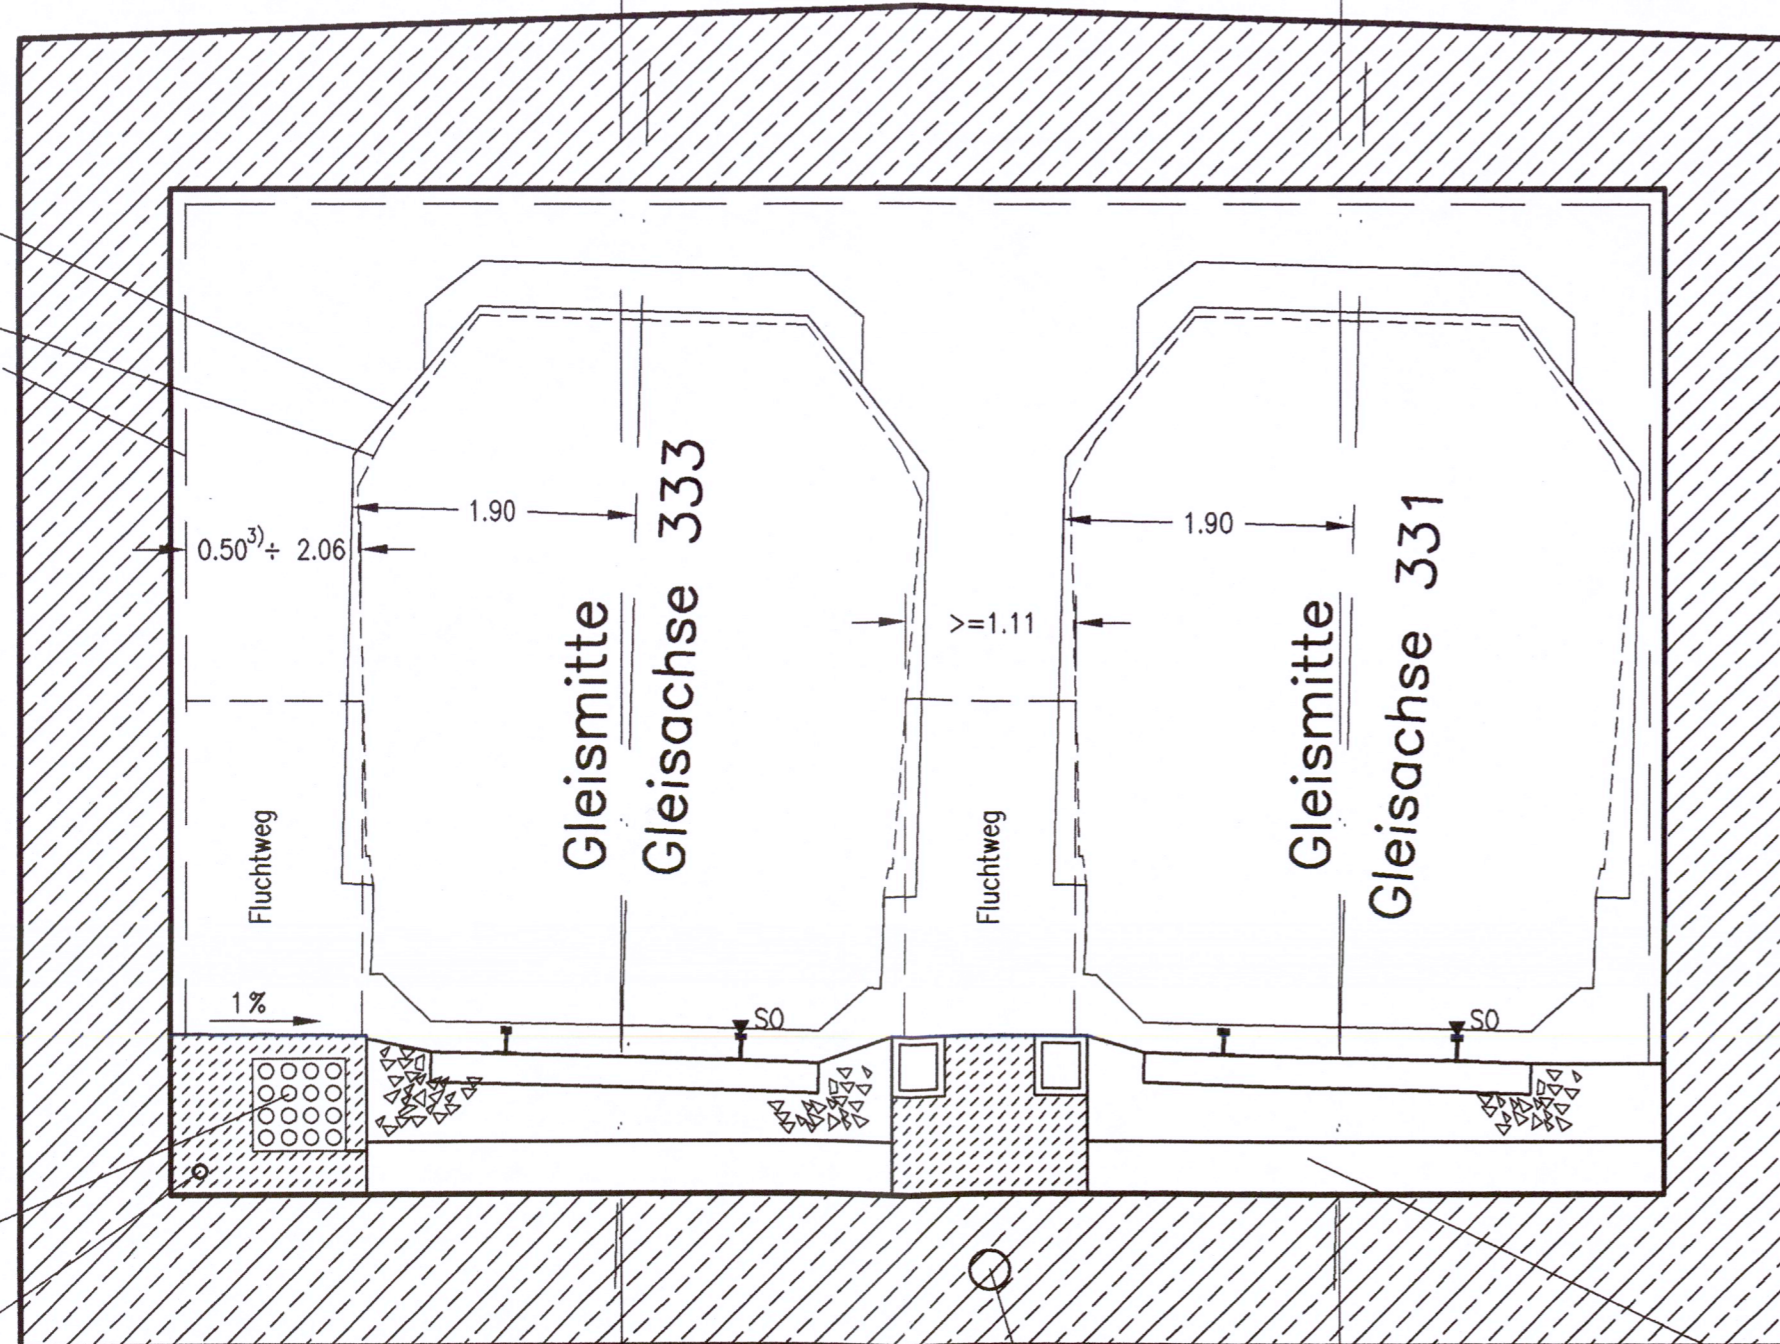 1.90
0.50³⁾÷ 2.06
Gleismitte
Gleisachse 333
>=1.11
1.90
Gleismitte
Gleisachse 331
Fluchtweg
Fluchtweg
1%
SO
SO